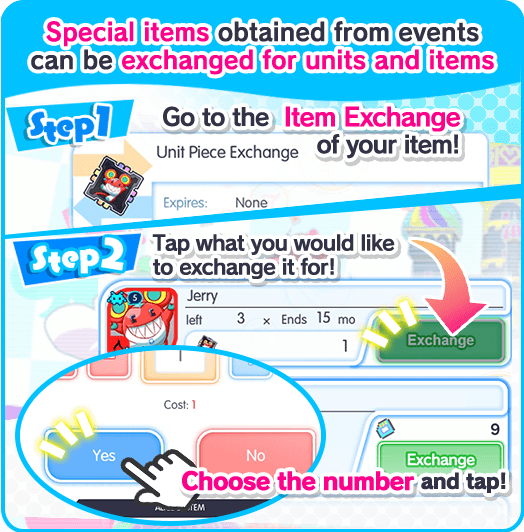 Special items obtained from events
can be exchanged for units and items
Step1
Go to the Item Exchange
of your item!
Unit Piece Exchange
Expires: None
Step2
Tap what you would like
to exchange it for!
Jerry
5
left 3 × Ends 15 mo
1
Exchange
1
Cost: 1
9
Yes
No
Exchange
Choose the number and tap!